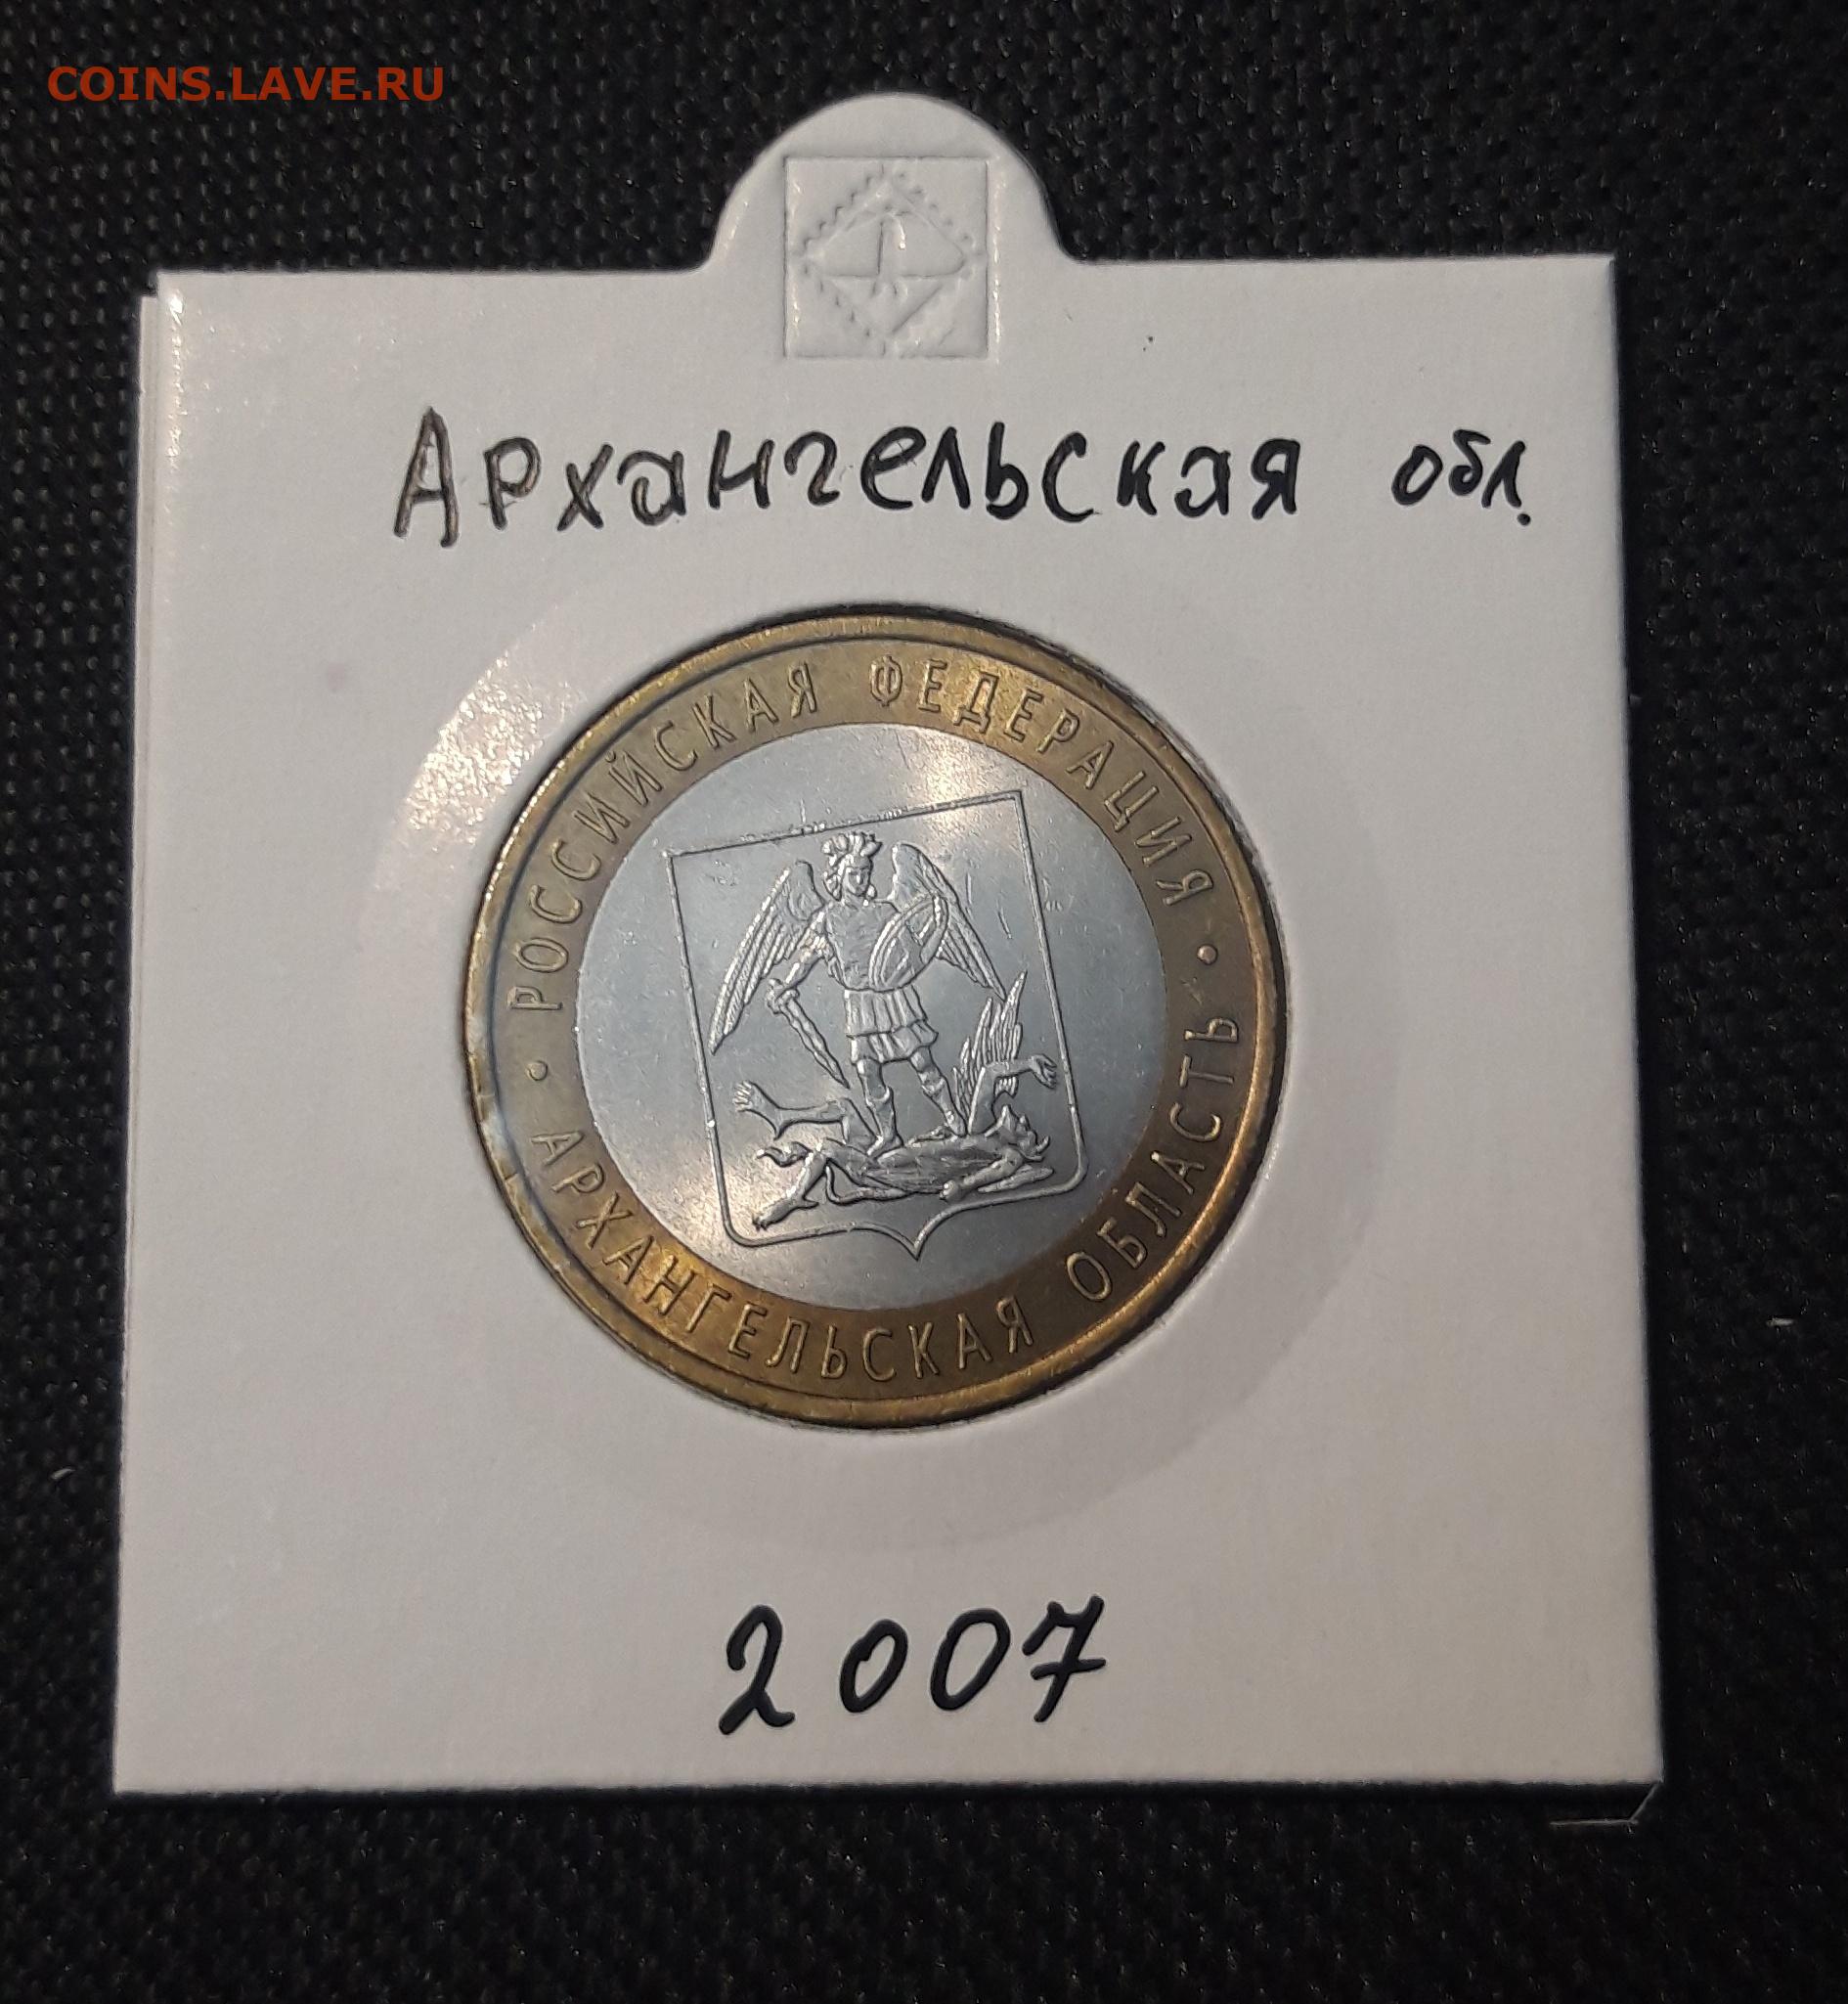 COINS.LAVE.RU
Архангельская обл.
РОССИЙСКАЯ ФЕДЕРАЦИЯ
• АРХАНГЕЛЬСКАЯ ОБЛАСТЬ •
2007